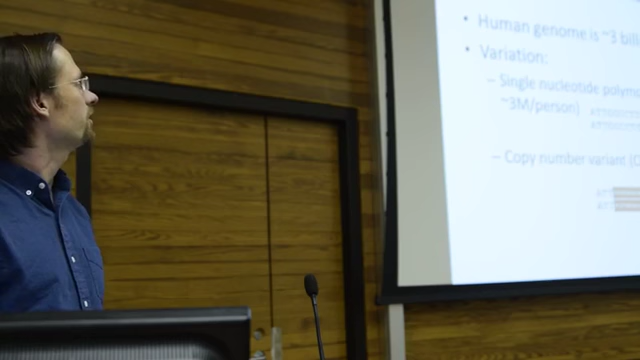 • Human genome is ~3 billi
• Variation:
– Single nucleotide polymo
~3M/person)
– Copy number variant (C